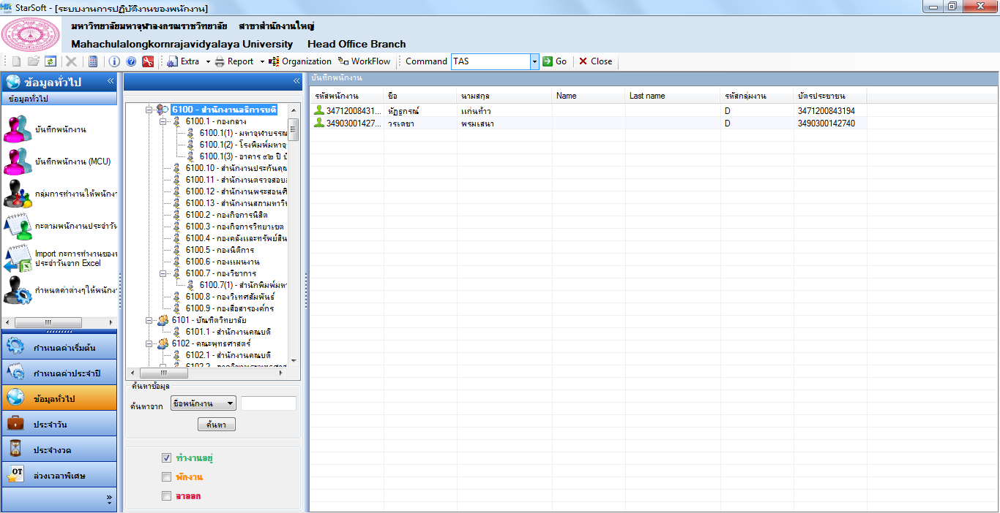 StarSoft - [ระบบงานการปฏิบัติงานของพนักงาน]
มหาวิทยาลัยมหาจุฬาลงกรณราชวิทยาลัย สาขาสำนักงานใหญ่
Mahachulalongkornrajavidyalaya University Head Office Branch
Extra Report Organization WorkFlow Command TAS Go Close
ข้อมูลทั่วไป
ข้อมูลทั่วไป
บันทึกพนักงาน
บันทึกพนักงาน (MCU)
กลุ่มการทำงานให้พนักงา
กะตามพนักงานประจำวัน
Import กะการทำงานของพ
ประจำวันจาก Excel
กำหนดค่าต่างๆให้พนักงา
กำหนดค่าเริ่มต้น
กำหนดค่าประจำปี
ข้อมูลทั่วไป
ประจำวัน
ประจำงวด
OT ล่วงเวลาพิเศษ
6100 - สำนักงานอธิการบดี
6100.1 - กองกลาง
6100.1(1) - มหาจุฬาบรรณ
6100.1(2) - โรงพิมพ์มหาจุ
6100.1(3) - อาคาร ๙๒ ปี ปั
6100.10 - สำนักงานประกันคุณ
6100.11 - สำนักงานตรวจสอบ
6100.12 - สำนักงานพระสอนศี
6100.13 - สำนักงานสภามหาวิท
6100.2 - กองกิจการนิสิต
6100.3 - กองกิจการวิทยาเขต
6100.4 - กองคลังและทรัพย์สิน
6100.5 - กองนิติการ
6100.6 - กองแผนงาน
6100.7 - กองวิชาการ
6100.7(1) - สำนักพิมพ์มหา
6100.8 - กองวิเทศสัมพันธ์
6100.9 - กองสื่อสารองค์กร
6101 - บัณฑิตวิทยาลัย
6101.1 - สำนักงานคณบดี
6102 - คณะพุทธศาสตร์
6102.1 - สำนักงานคณบดี
6102.2 - ภาควิชาพระพุทธศาส
ค้นหาข้อมูล
ค้นหาจาก ชื่อพนักงาน
ค้นหา
ทำงานอยู่
พักงาน
ลาออก
บันทึกพนักงาน
รหัสพนักงาน ชื่อ นามสกุล Name Last name รหัสกลุ่มงาน บัตรประชาชน
34712008431... หัฏฐกรณ์ แก่นท้าว D 3471200843194
34903001427... วรเดชา พรมเสนา D 3490300142740